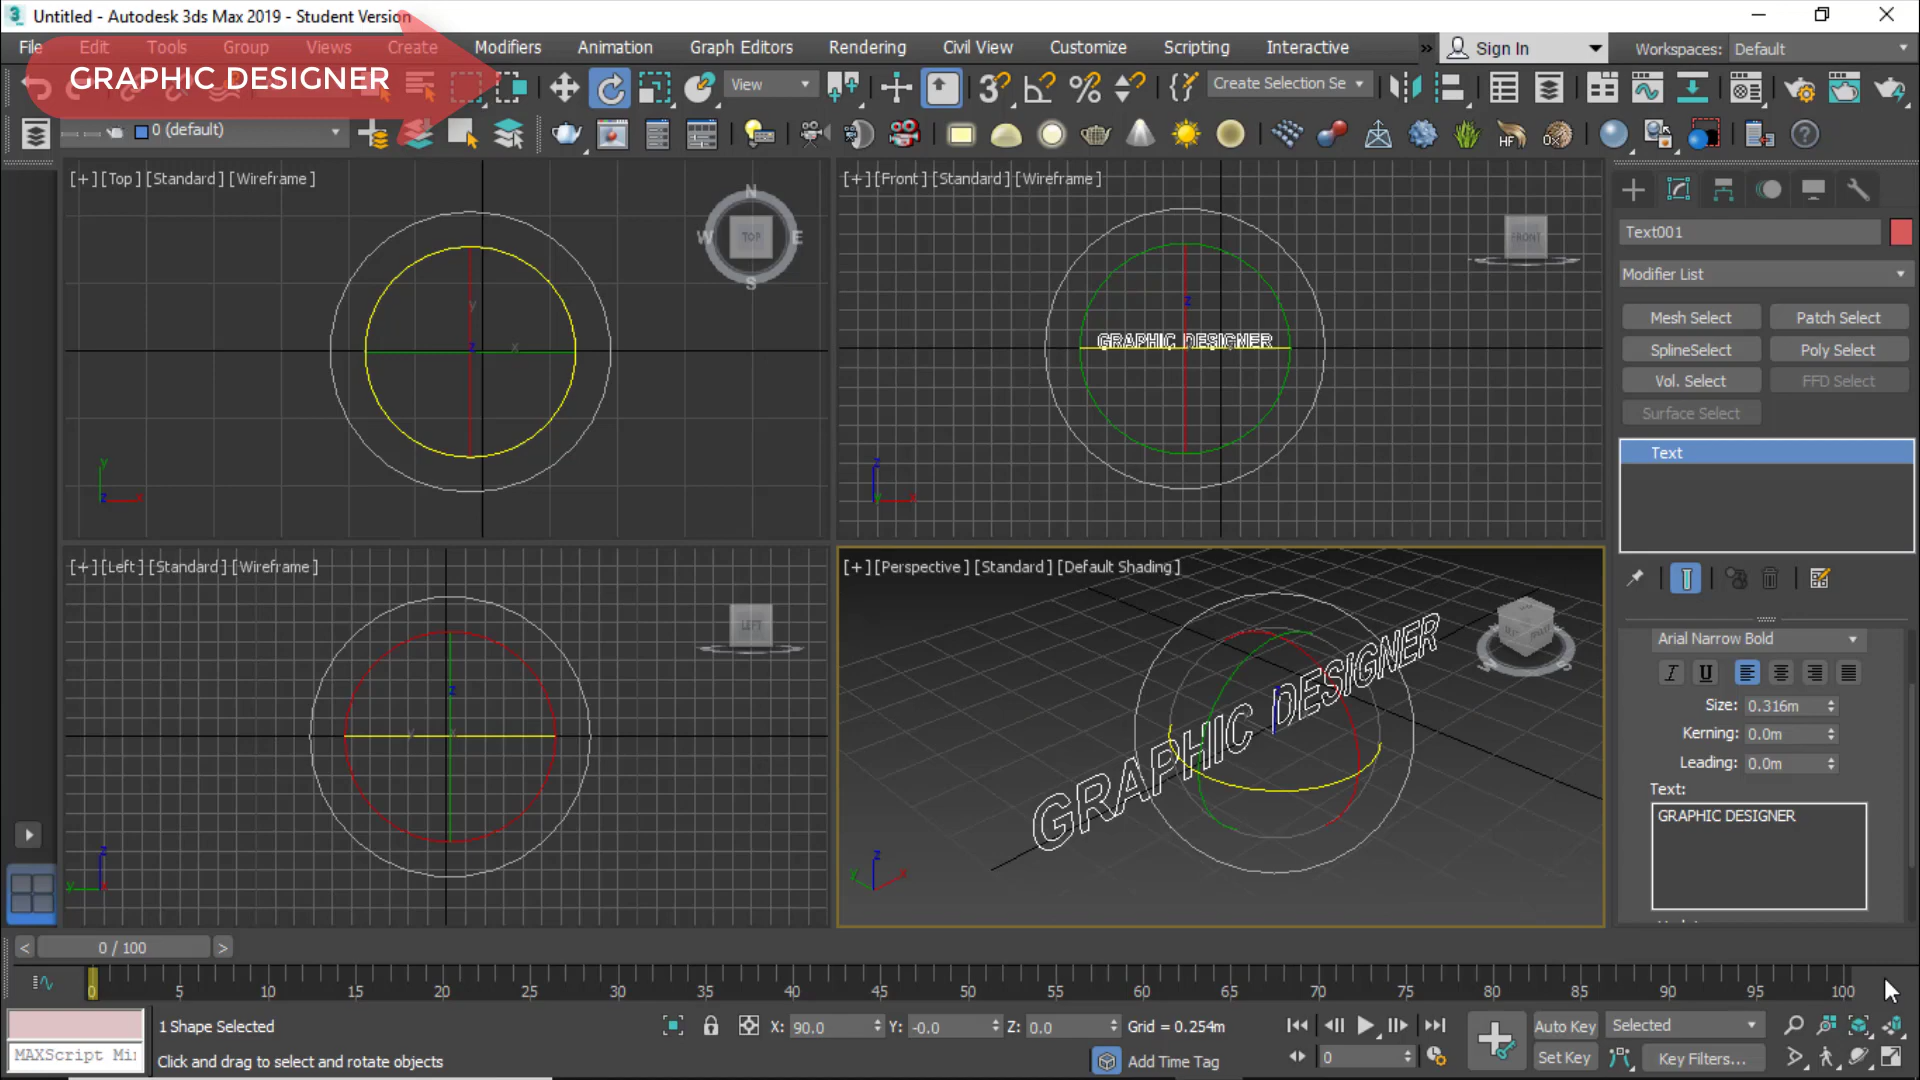 Untitled - Autodesk 3ds Max 2019 - Student Version
File Edit Tools Group Views Create Modifiers Animation Graph Editors Rendering Civil View Customize Scripting Interactive
Sign In
Workspaces: Default
GRAPHIC DESIGNER
View
Create Selection Se
0 (default)
HF
[+] [Top ] [Standard ] [Wireframe ]
N
W
E
S
TOP
y
x
z
y
z
x
[+] [Front ] [Standard ] [Wireframe ]
FRONT
z
GRAPHIC DESIGNER
z
y
x
[+] [Left ] [Standard ] [Wireframe ]
LEFT
z
y
x
z
y
x
[+] [Perspective ] [Standard ] [Default Shading ]
W
S
GRAPHIC DESIGNER
z
y
x
Text001
Modifier List
Mesh Select
Patch Select
SplineSelect
Poly Select
Vol. Select
FFD Select
Surface Select
Text
Arial Narrow Bold
I U
Size: 0.316m
Kerning: 0.0m
Leading: 0.0m
Text:
GRAPHIC DESIGNER
< 0 / 100 >
0 5 10 15 20 25 30 35 40 45 50 55 60 65 70 75 80 85 90 95 100
1 Shape Selected
X: 90.0 Y: -0.0 Z: 0.0 Grid = 0.254m
Auto Key
Selected
MAXScript Mi
Click and drag to select and rotate objects
Add Time Tag
0
Set Key
Key Filters...